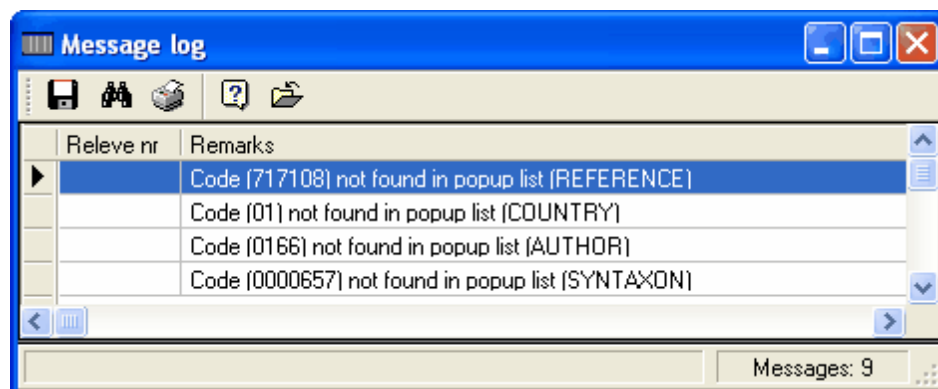 Message log
Releve nr Remarks
Code (717108) not found in popup list (REFERENCE)
Code (01) not found in popup list (COUNTRY)
Code (0166) not found in popup list (AUTHOR)
Code (0000657) not found in popup list (SYNTAXON)
Messages: 9